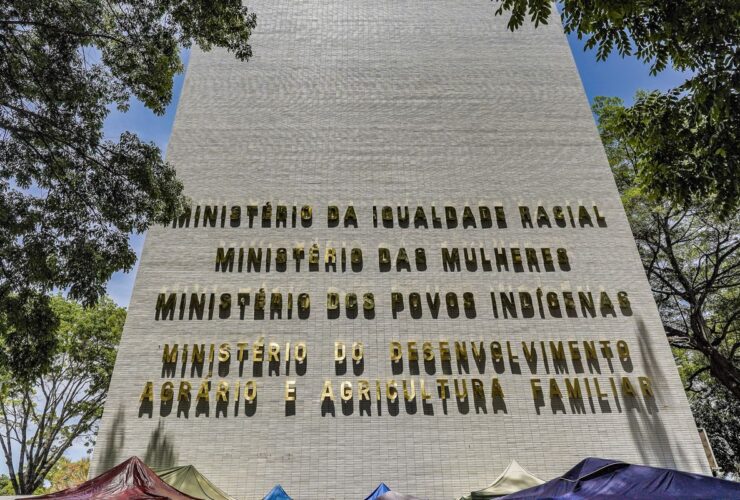 MINISTÉRIO DA IGUALDADE RACIAL
MINISTÉRIO DAS MULHERES
MINISTÉRIO DOS POVOS INDÍGENAS
MINISTÉRIO DO DESENVOLVIMENTO
AGRÁRIO E AGRICULTURA FAMILIAR